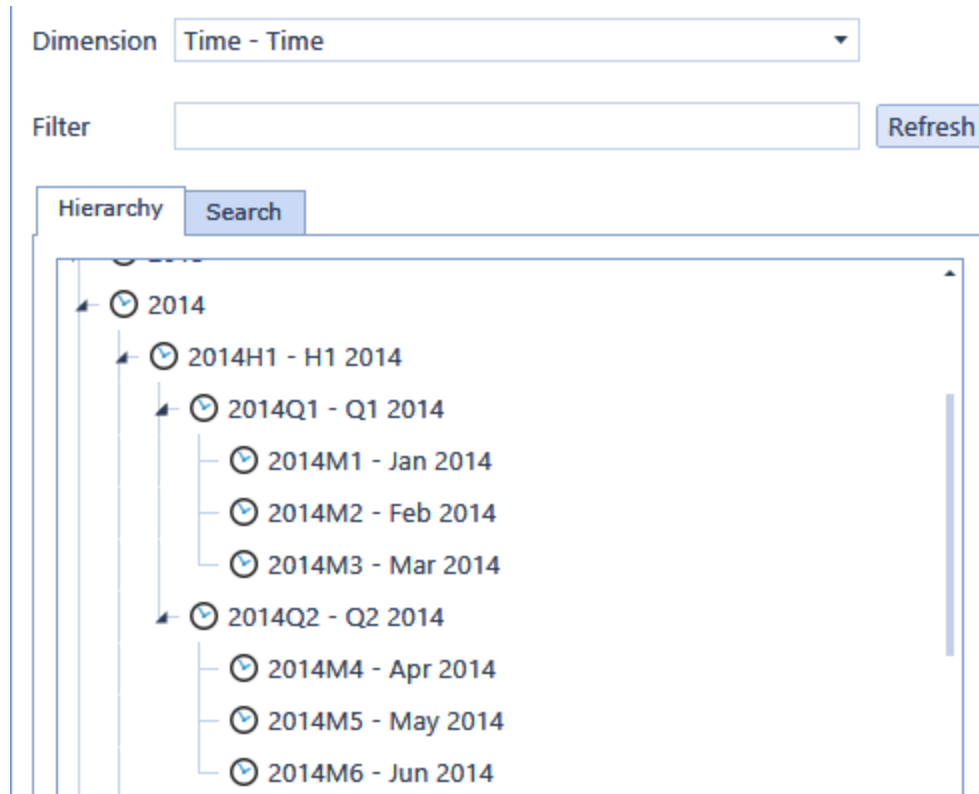 Dimension Time - Time
Filter
Refresh
Hierarchy Search
2014
2014H1 - H1 2014
2014Q1 - Q1 2014
2014M1 - Jan 2014
2014M2 - Feb 2014
2014M3 - Mar 2014
2014Q2 - Q2 2014
2014M4 - Apr 2014
2014M5 - May 2014
2014M6 - Jun 2014